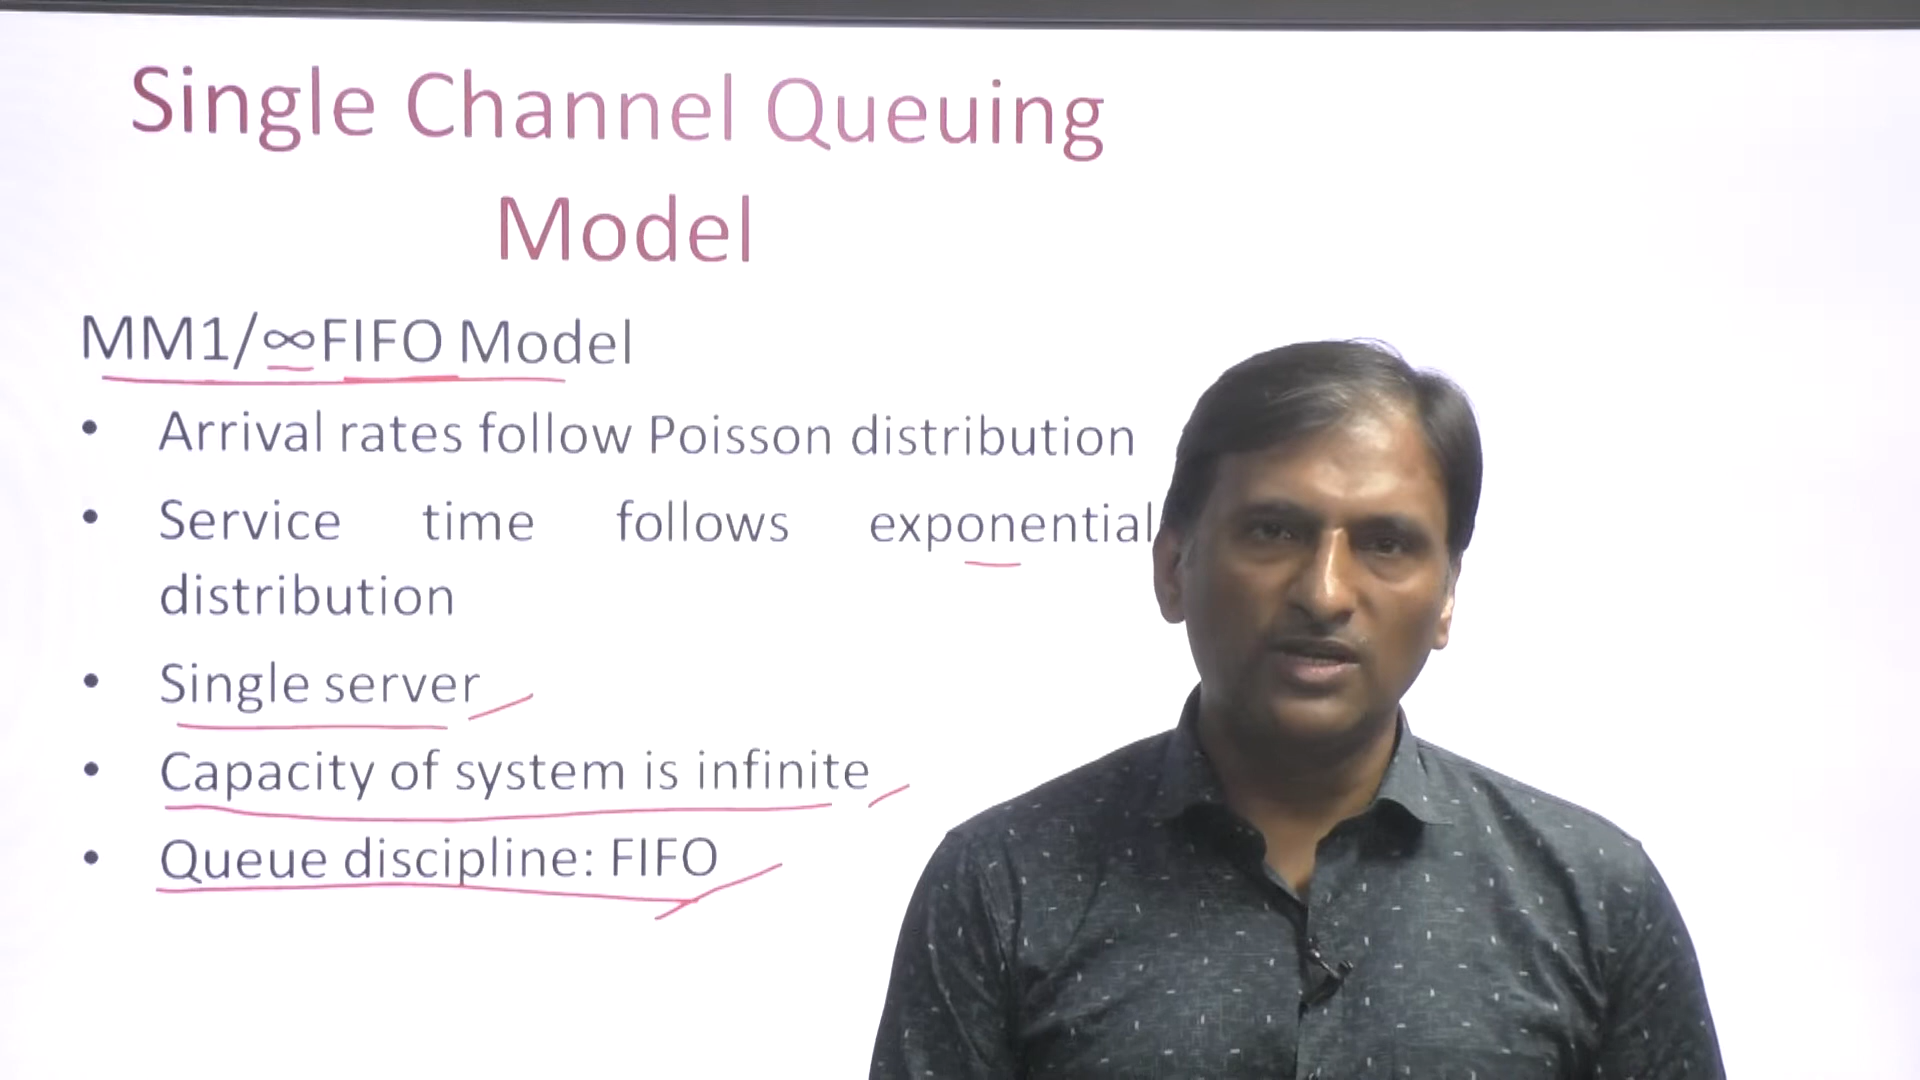 Single Channel Queuing
Model
MM1/∞FIFO Model
• Arrival rates follow Poisson distribution
• Service time follows exponential
distribution
• Single server
• Capacity of system is infinite
• Queue discipline: FIFO